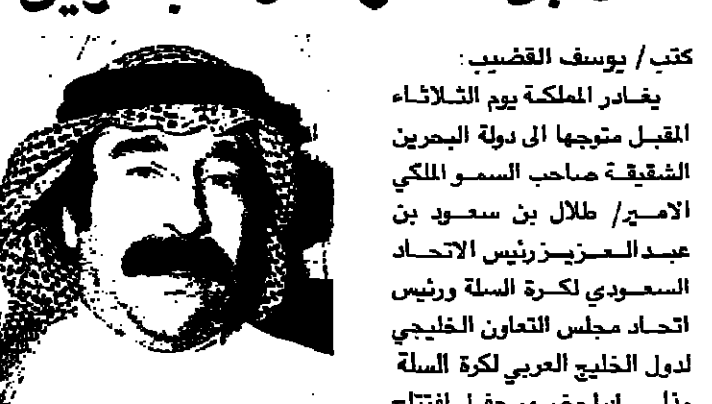 كتب / يوسف القضيب :
يغادر المملكة يوم الثلاثاء
المقبل متوجها الى دولة البحرين
الشقيقة صاحب السمو الملكي
الامير / طلال بن سعود بن
عبدالعزيز رئيس الاتحاد
السعودي لكرة السلة ورئيس
اتحاد مجلس التعاون الخليجي
لدول الخليج العربي لكرة السلة